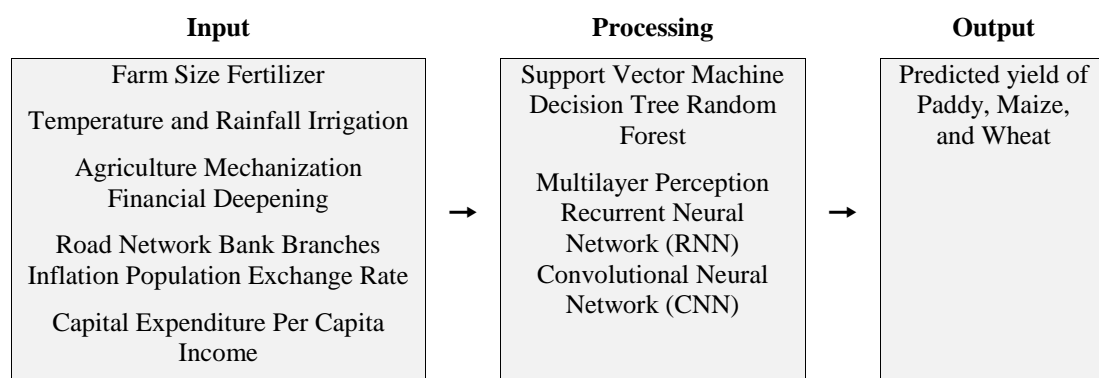 Input
Farm Size Fertilizer
Temperature and Rainfall Irrigation
Agriculture Mechanization
Financial Deepening
Road Network Bank Branches
Inflation Population Exchange Rate
Capital Expenditure Per Capita
Income
→
Processing
Support Vector Machine
Decision Tree Random
Forest
Multilayer Perception
Recurrent Neural
Network (RNN)
Convolutional Neural
Network (CNN)
→
Output
Predicted yield of
Paddy, Maize,
and Wheat